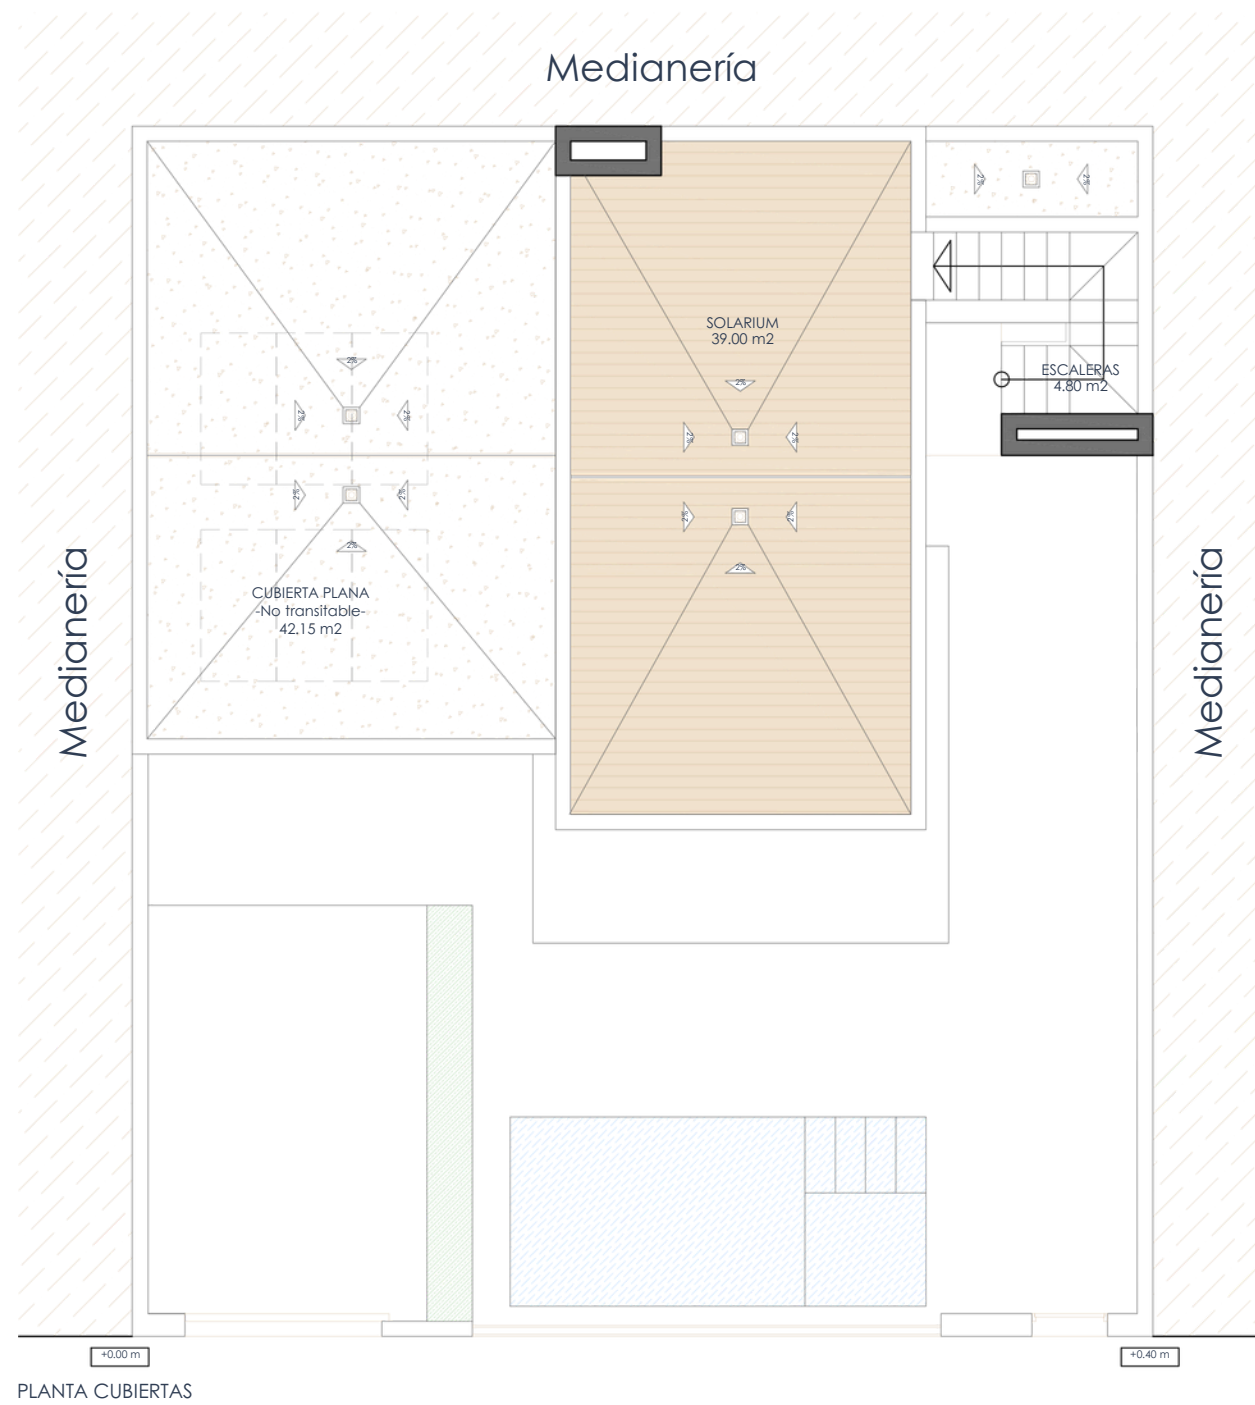 Medianería
2%
2%
SOLARIUM
39.00 m2
2%
ESCALERAS
4.80 m2
2%
2%
2%
2%
2%
2%
2%
2%
2%
2%
2%
2%
CUBIERTA PLANA
-No transitable-
42.15 m2
Medianería
Medianería
+0.00 m
+0.40 m
PLANTA CUBIERTAS